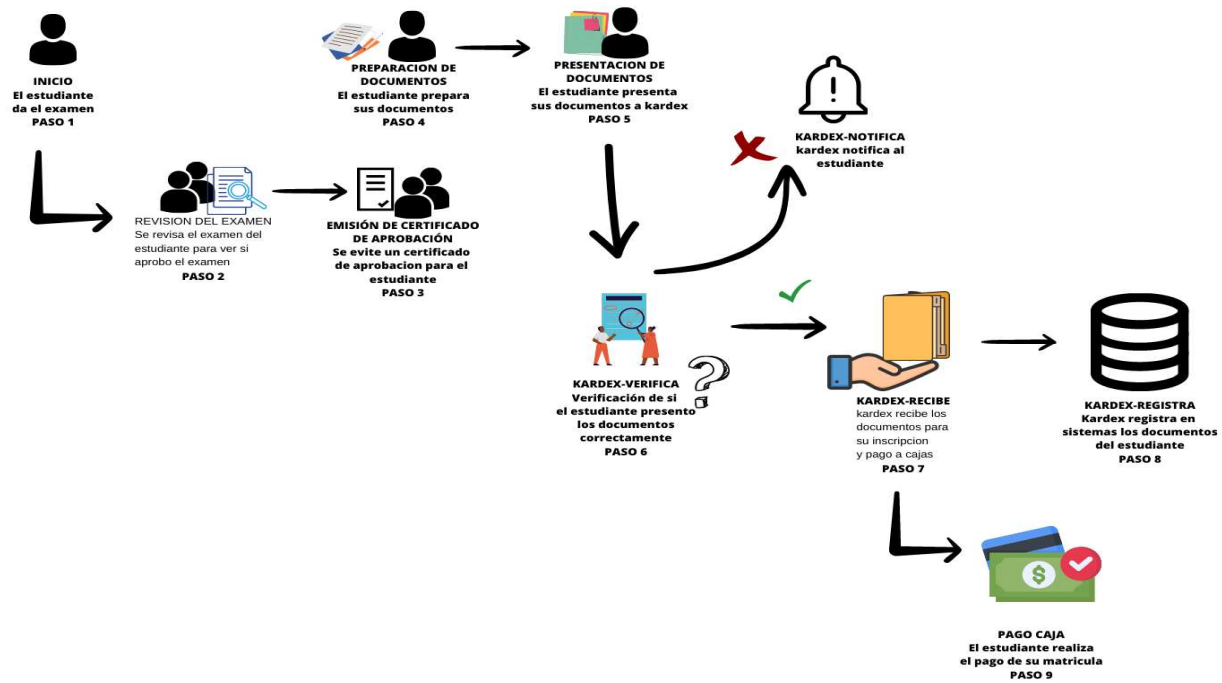 INICIO
El estudiante
da el examen
PASO 1
REVISION DEL EXAMEN
Se revisa el examen del
estudiante para ver si
aprobo el examen
PASO 2
EMISIÓN DE CERTIFICADO
DE APROBACIÓN
Se evite un certificado
de aprobacion para el
estudiante
PASO 3
PREPARACION DE
DOCUMENTOS
El estudiante prepara
sus documentos
PASO 4
PRESENTACION DE
DOCUMENTOS
El estudiante presenta
sus documentos a kardex
PASO 5
KARDEX-VERIFICA
Verificación de si
el estudiante presento
los documentos
correctamente
PASO 6
?
KARDEX-NOTIFICA
kardex notifica al
estudiante
KARDEX-RECIBE
kardex recibe los
documentos para
su inscripcion
y pago a cajas
PASO 7
KARDEX-REGISTRA
Kardex registra en
sistemas los documentos
del estudiante
PASO 8
$
PAGO CAJA
El estudiante realiza
el pago de su matricula
PASO 9